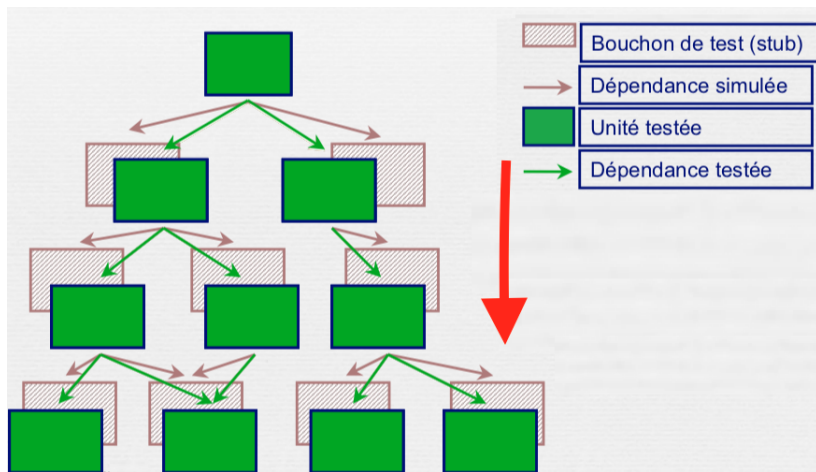 Bouchon de test (stub)
Dépendance simulée
Unité testée
Dépendance testée